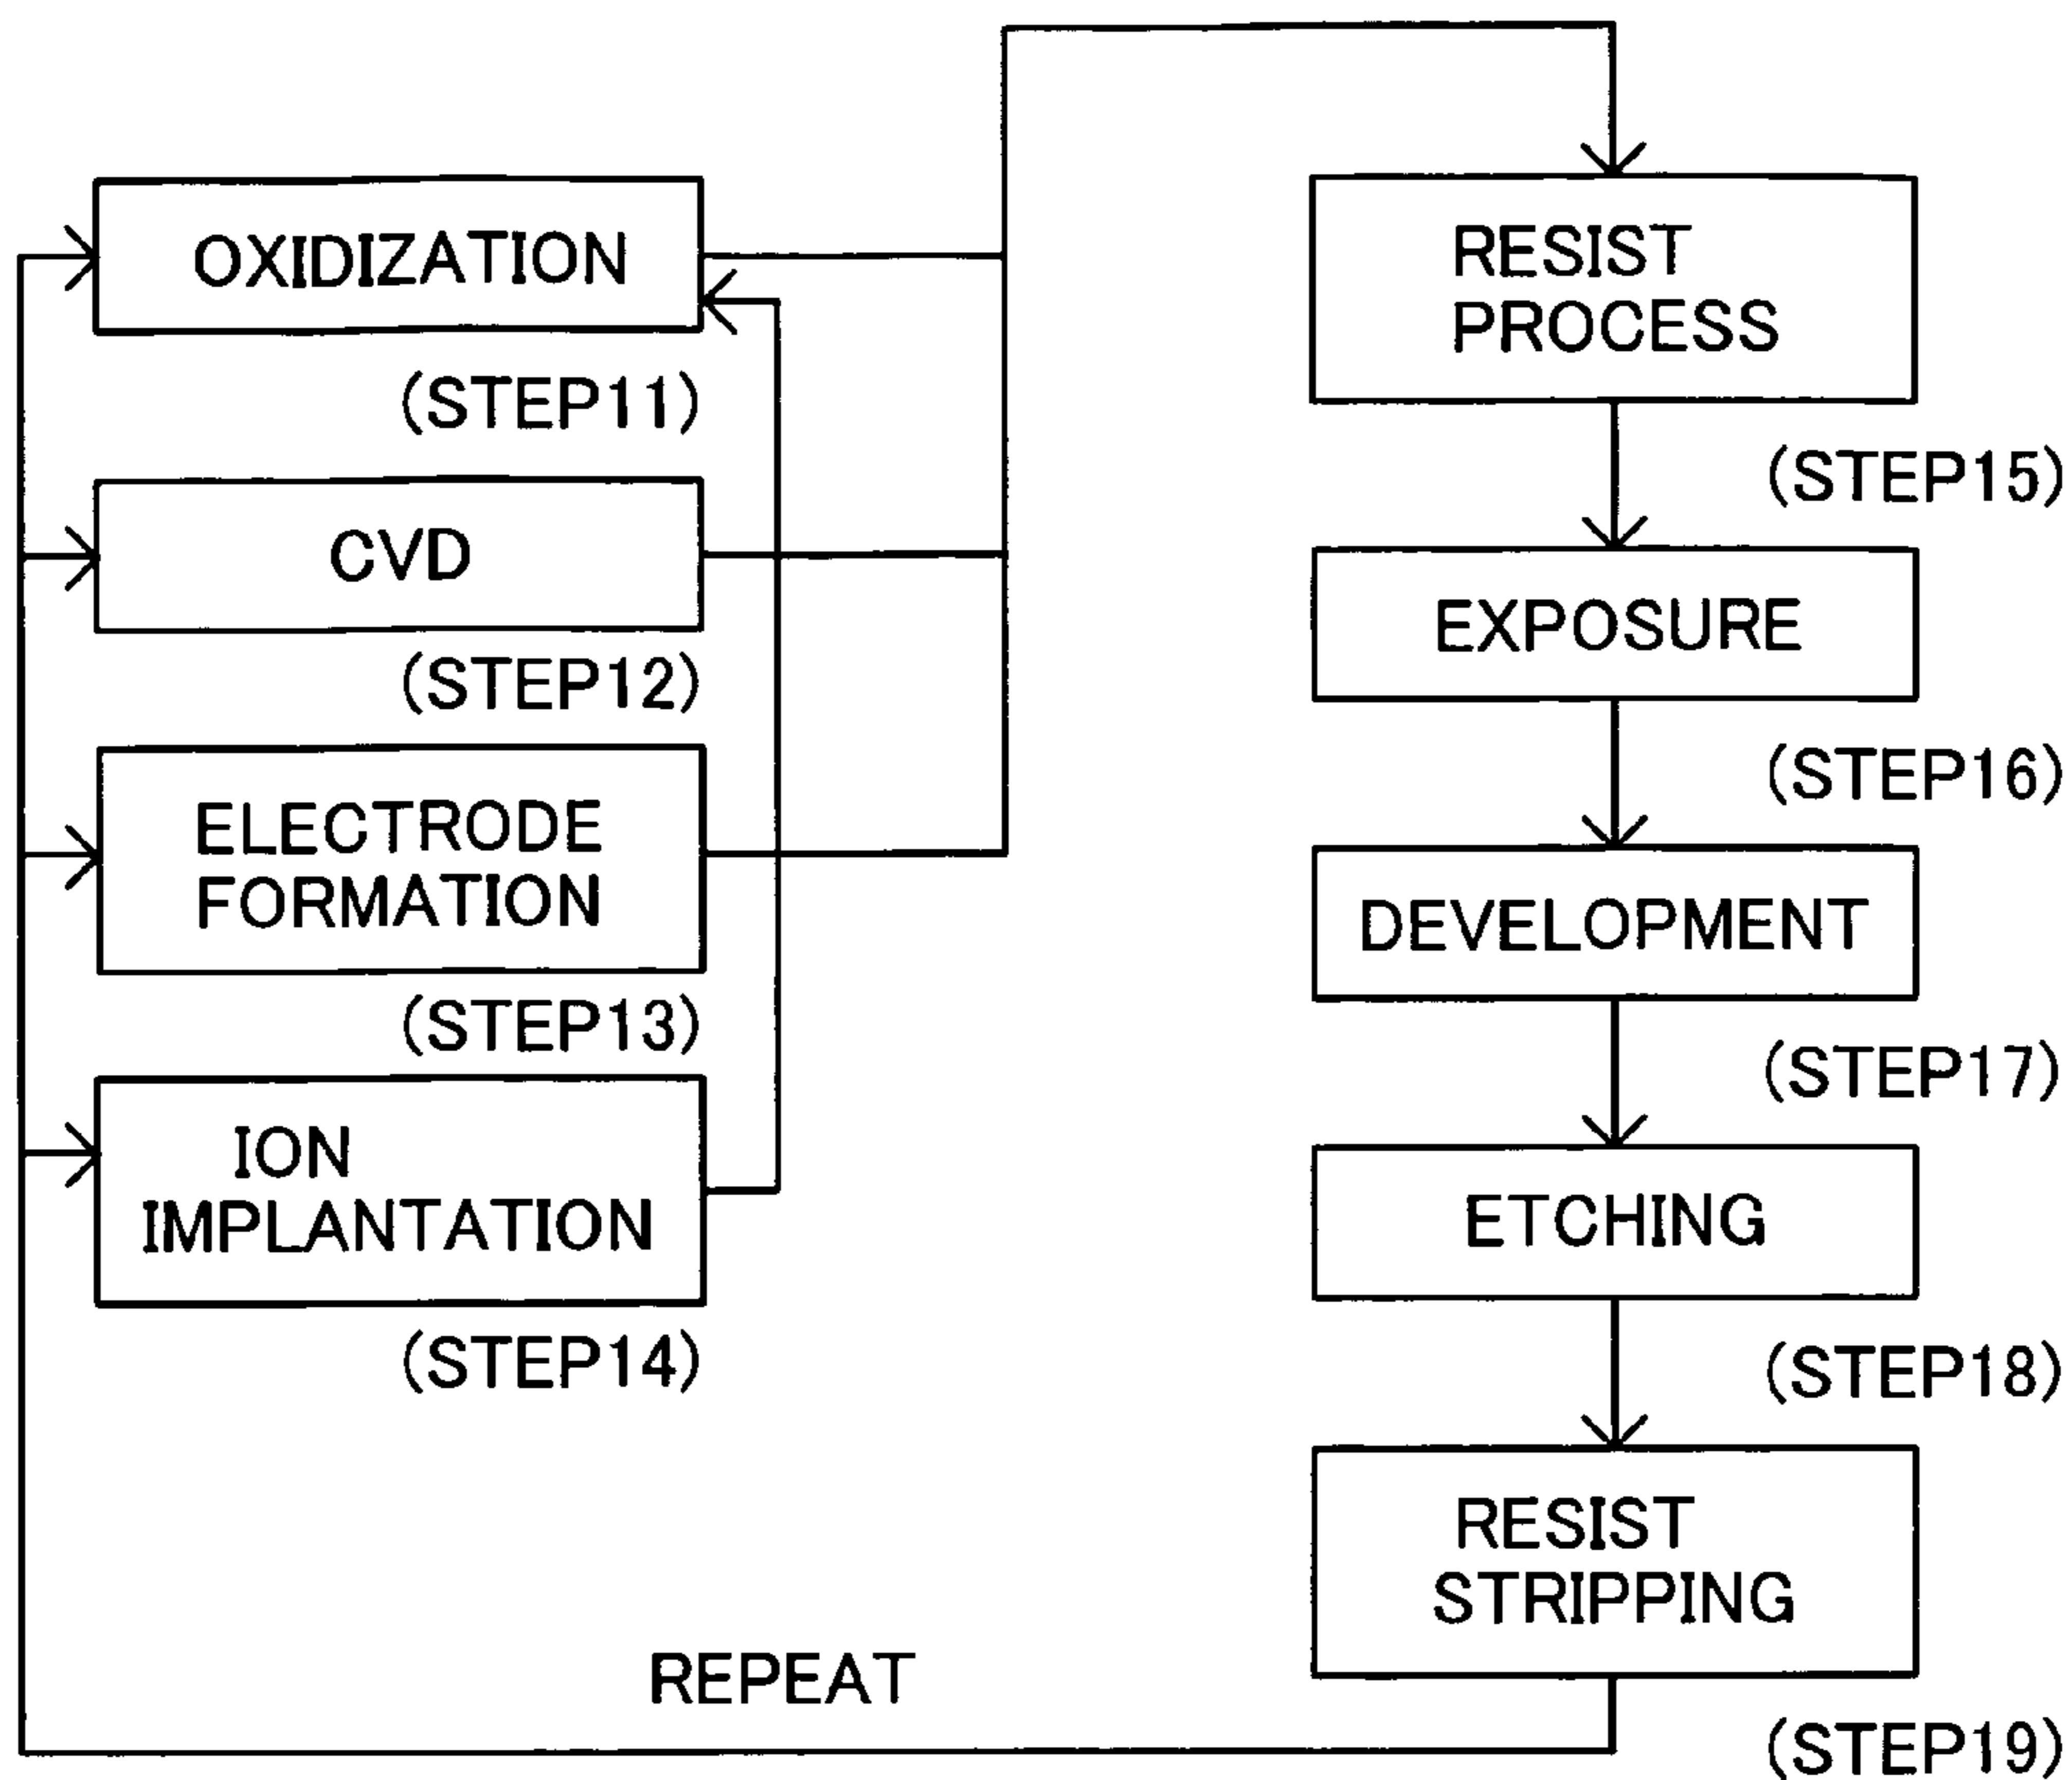 OXIDIZATION
(STEP11)
CVD
(STEP12)
ELECTRODE
FORMATION
(STEP13)
ION
IMPLANTATION
(STEP14)
RESIST
PROCESS
(STEP15)
EXPOSURE
(STEP16)
DEVELOPMENT
(STEP17)
ETCHING
(STEP18)
RESIST
STRIPPING
(STEP19)
REPEAT